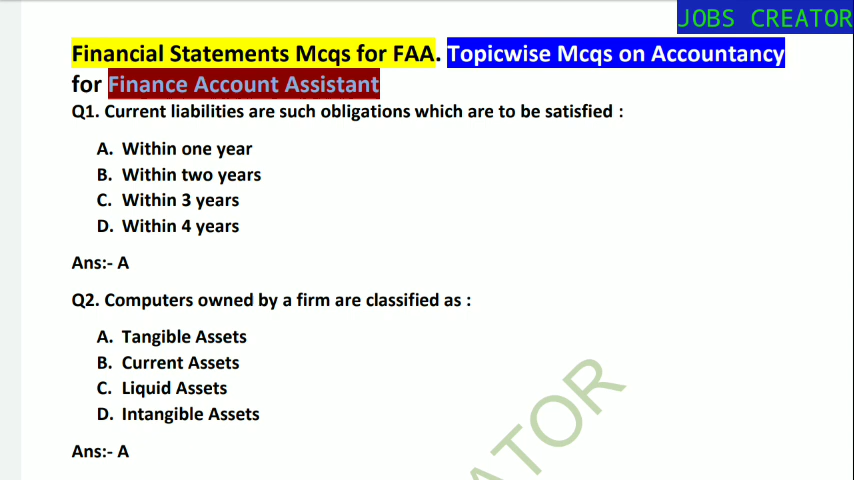 JOBS CREATOR
Financial Statements Mcqs for FAA. Topicwise Mcqs on Accountancy
for Finance Account Assistant
Q1. Current liabilities are such obligations which are to be satisfied :
A. Within one year
B. Within two years
C. Within 3 years
D. Within 4 years
Ans:- A
Q2. Computers owned by a firm are classified as :
A. Tangible Assets
B. Current Assets
C. Liquid Assets
D. Intangible Assets
Ans:- A
ATOR